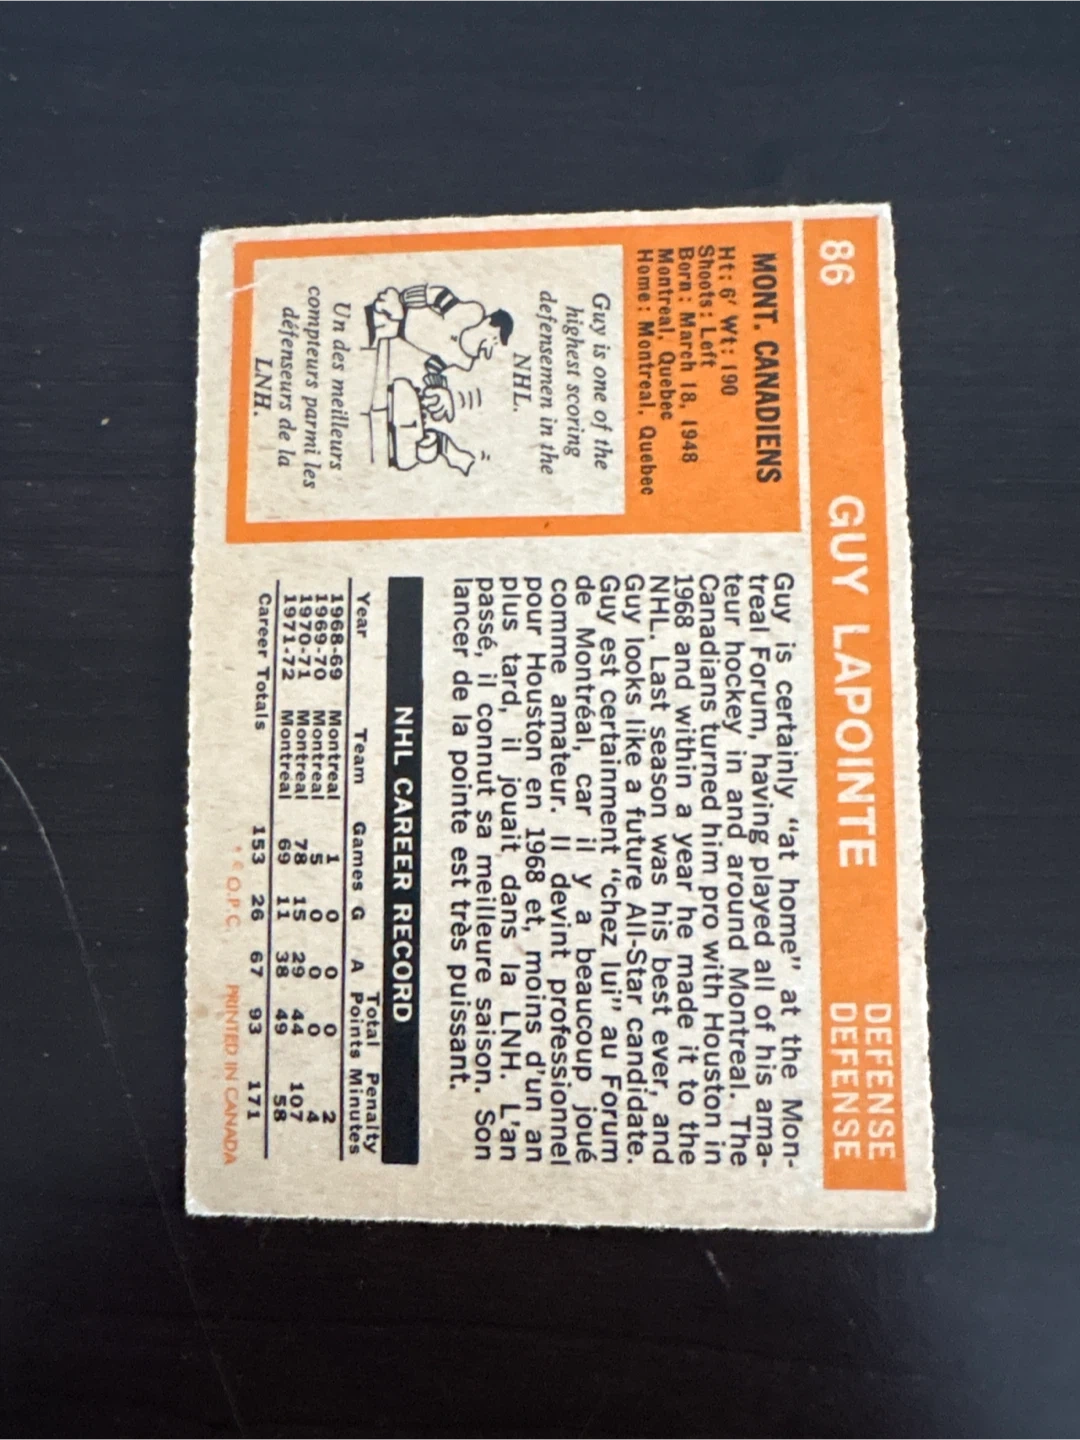 86 GUY LAPOINTE DEFENSE
DEFENSE
MONT. CANADIENS
Ht: 6' Wt: 190
Shoots: Left
Born: March 18, 1948
Montreal, Quebec
Home: Montreal, Quebec
Guy is one of the
highest scoring
defensemen in the
NHL.
Un des meilleurs
compteurs parmi les
défenseurs de la
LNH.
Guy is certainly "at home" at the Mon-
treal Forum, having played all of his ama-
teur hockey in and around Montreal. The
Canadians turned him pro with Houston in
1968 and within a year he made it to the
NHL. Last season was his best ever, and
Guy looks like a future All-Star candidate.
Guy est certainment "chez lui" au Forum
de Montréal, car il y a beaucoup joué
comme amateur. Il devint professionnel
pour Houston en 1968 et, moins d'un an
plus tard, il jouait dans la LNH. L'an
passé, il connut sa meilleure saison. Son
lancer de la pointe est très puissant.
NHL CAREER RECORD
Total Penalty
Year Team Games G A Points Minutes
1968-69 Montreal 1 0 0 0 2
1969-70 Montreal 5 0 0 0 4
1970-71 Montreal 78 15 29 44 107
1971-72 Montreal 69 11 38 49 58
Career Totals 153 26 67 93 171
* © O.P.C. PRINTED IN CANADA